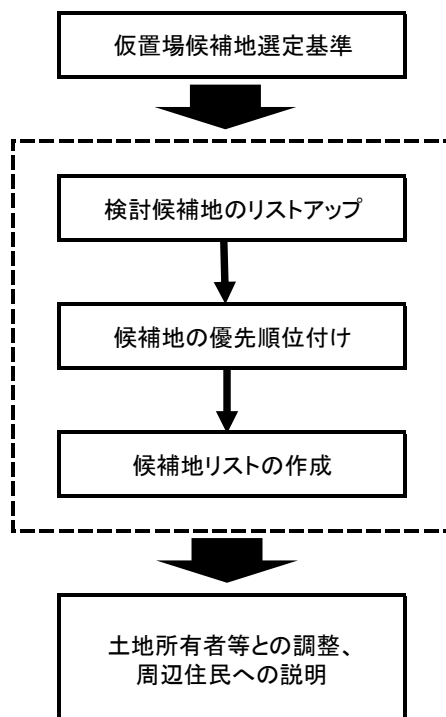 仮置場候補地選定基準
検討候補地のリストアップ
候補地の優先順位付け
候補地リストの作成
土地所有者等との調整、
周辺住民への説明